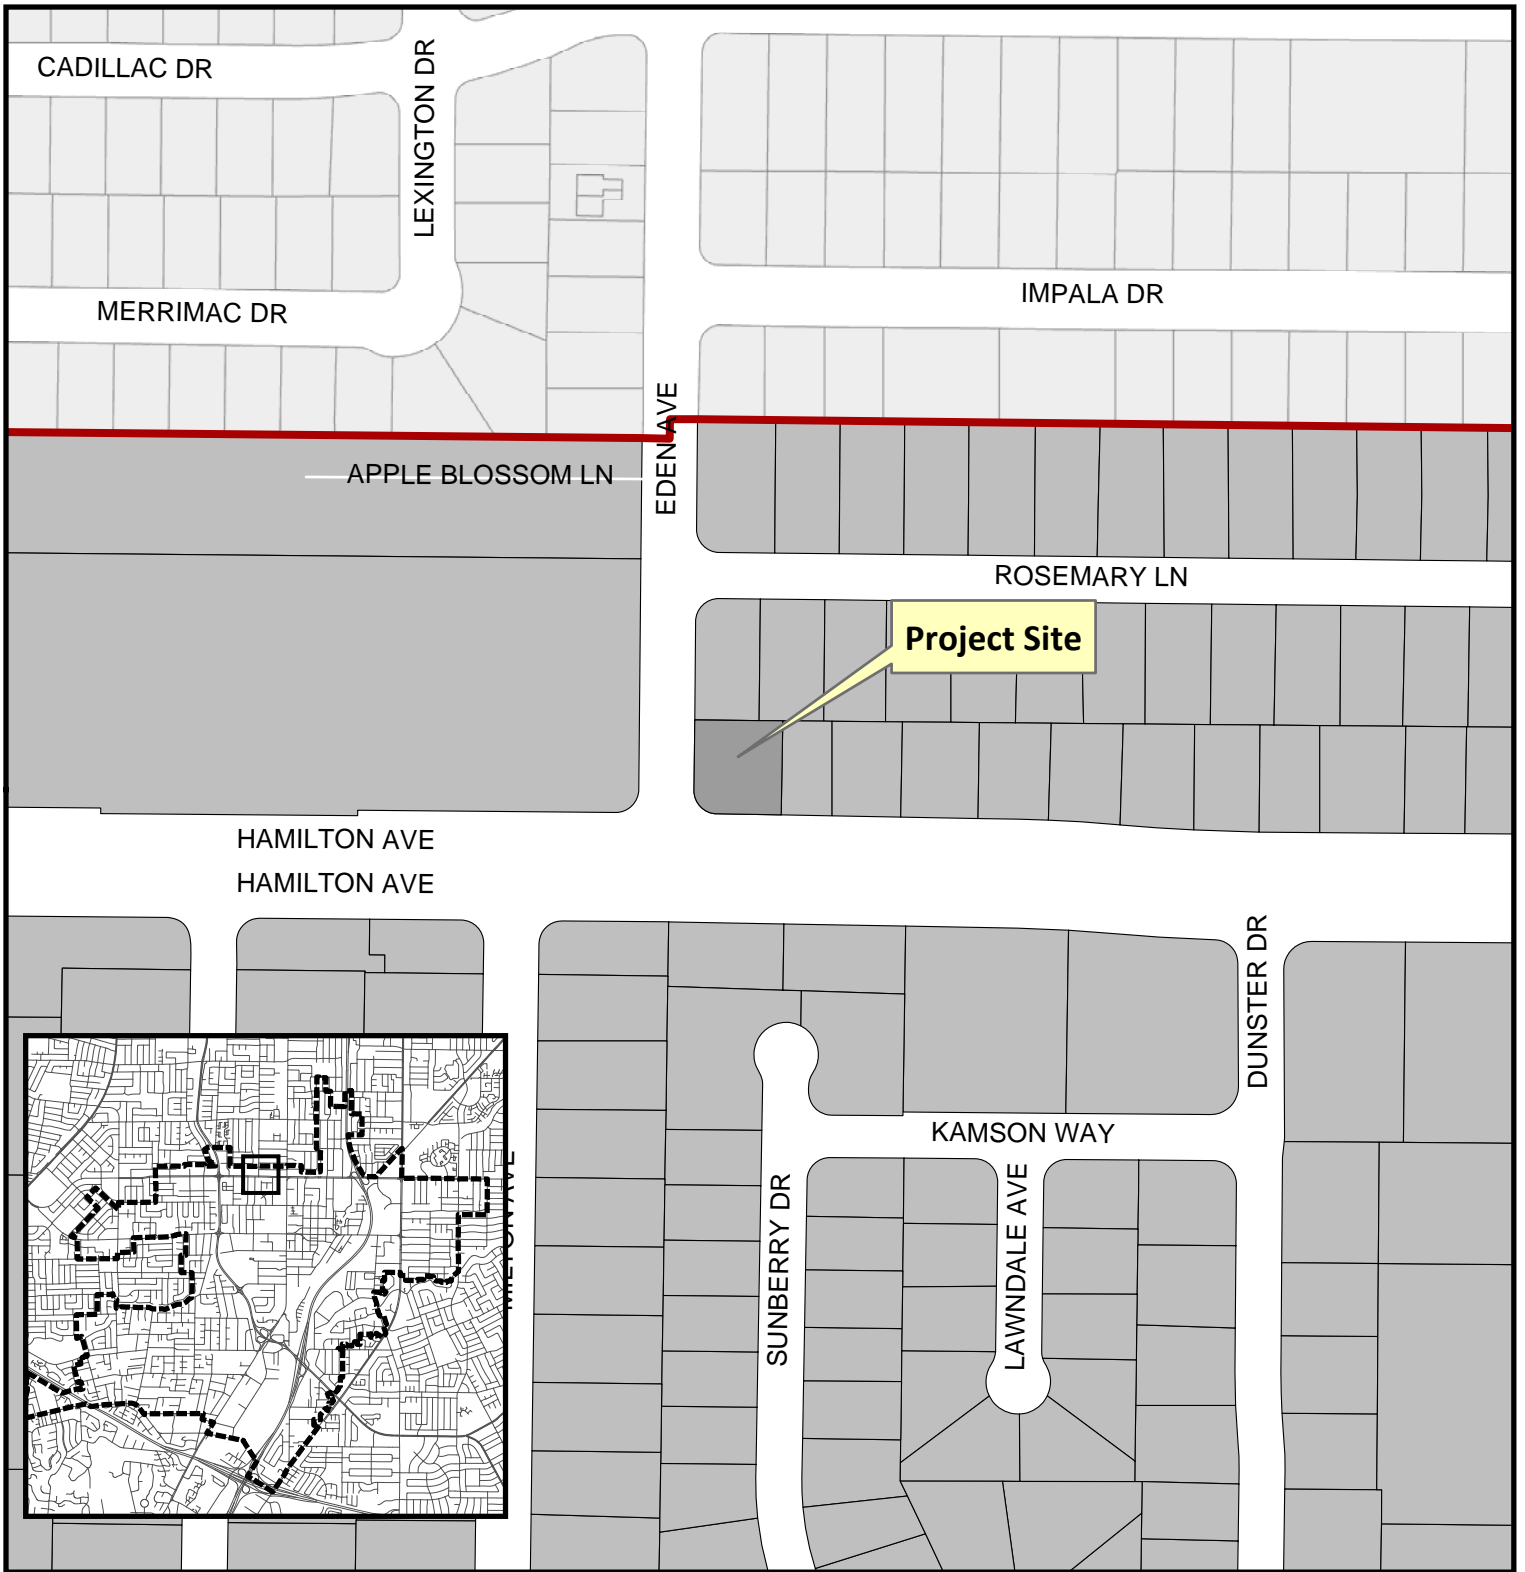 CADILLAC DR
LEXINGTON DR
MERRIMAC DR
IMPALA DR
EDEN AVE
APPLE BLOSSOM LN
ROSEMARY LN
Project Site
HAMILTON AVE
HAMILTON AVE
DUNSTER DR
KAMSON WAY
SUNBERRY DR
LAWNDALE AVE
AVE